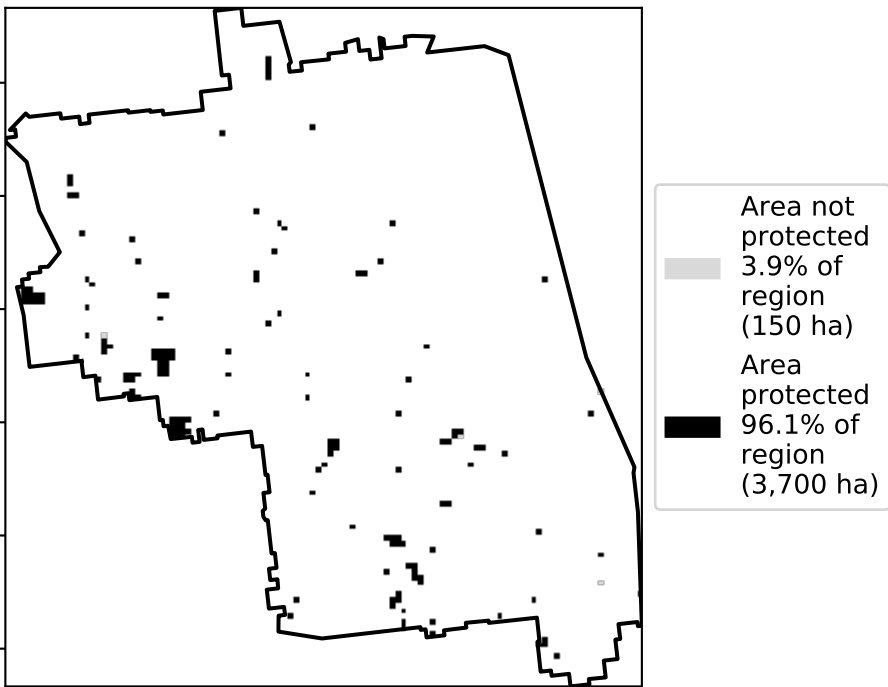 Area not
protected
3.9% of
region
(150 ha)
Area
protected
96.1% of
region
(3,700 ha)